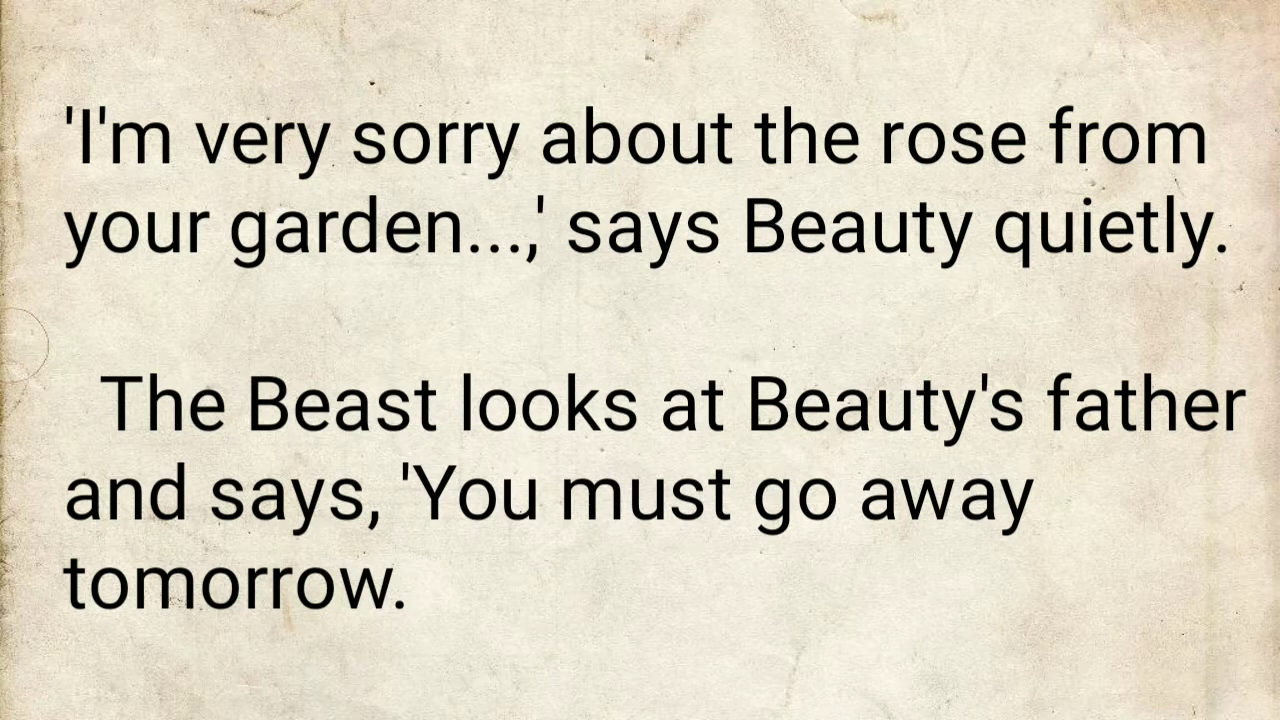 'I'm very sorry about the rose from
your garden...,' says Beauty quietly.
The Beast looks at Beauty's father
and says, 'You must go away
tomorrow.